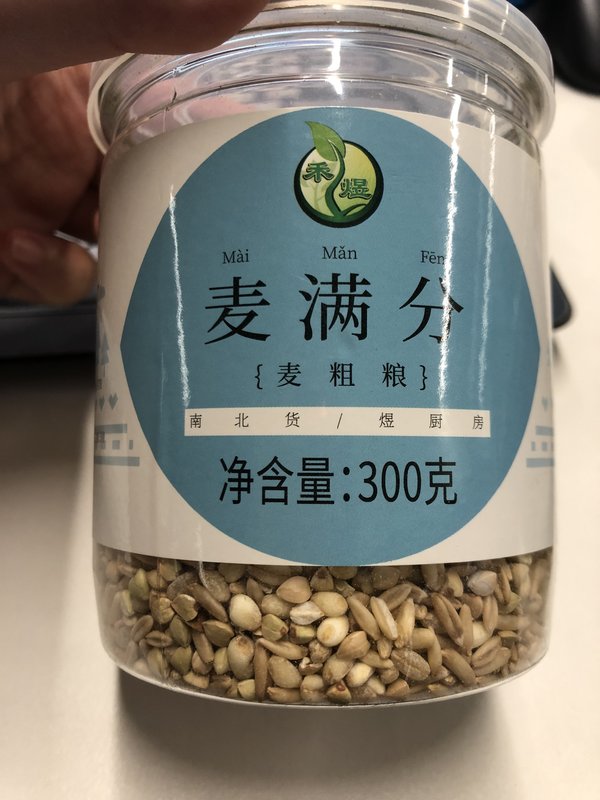 禾煜
Mài Mǎn Fēn
麦满分
{麦粗粮}
南北货/煜厨房
净含量:300克